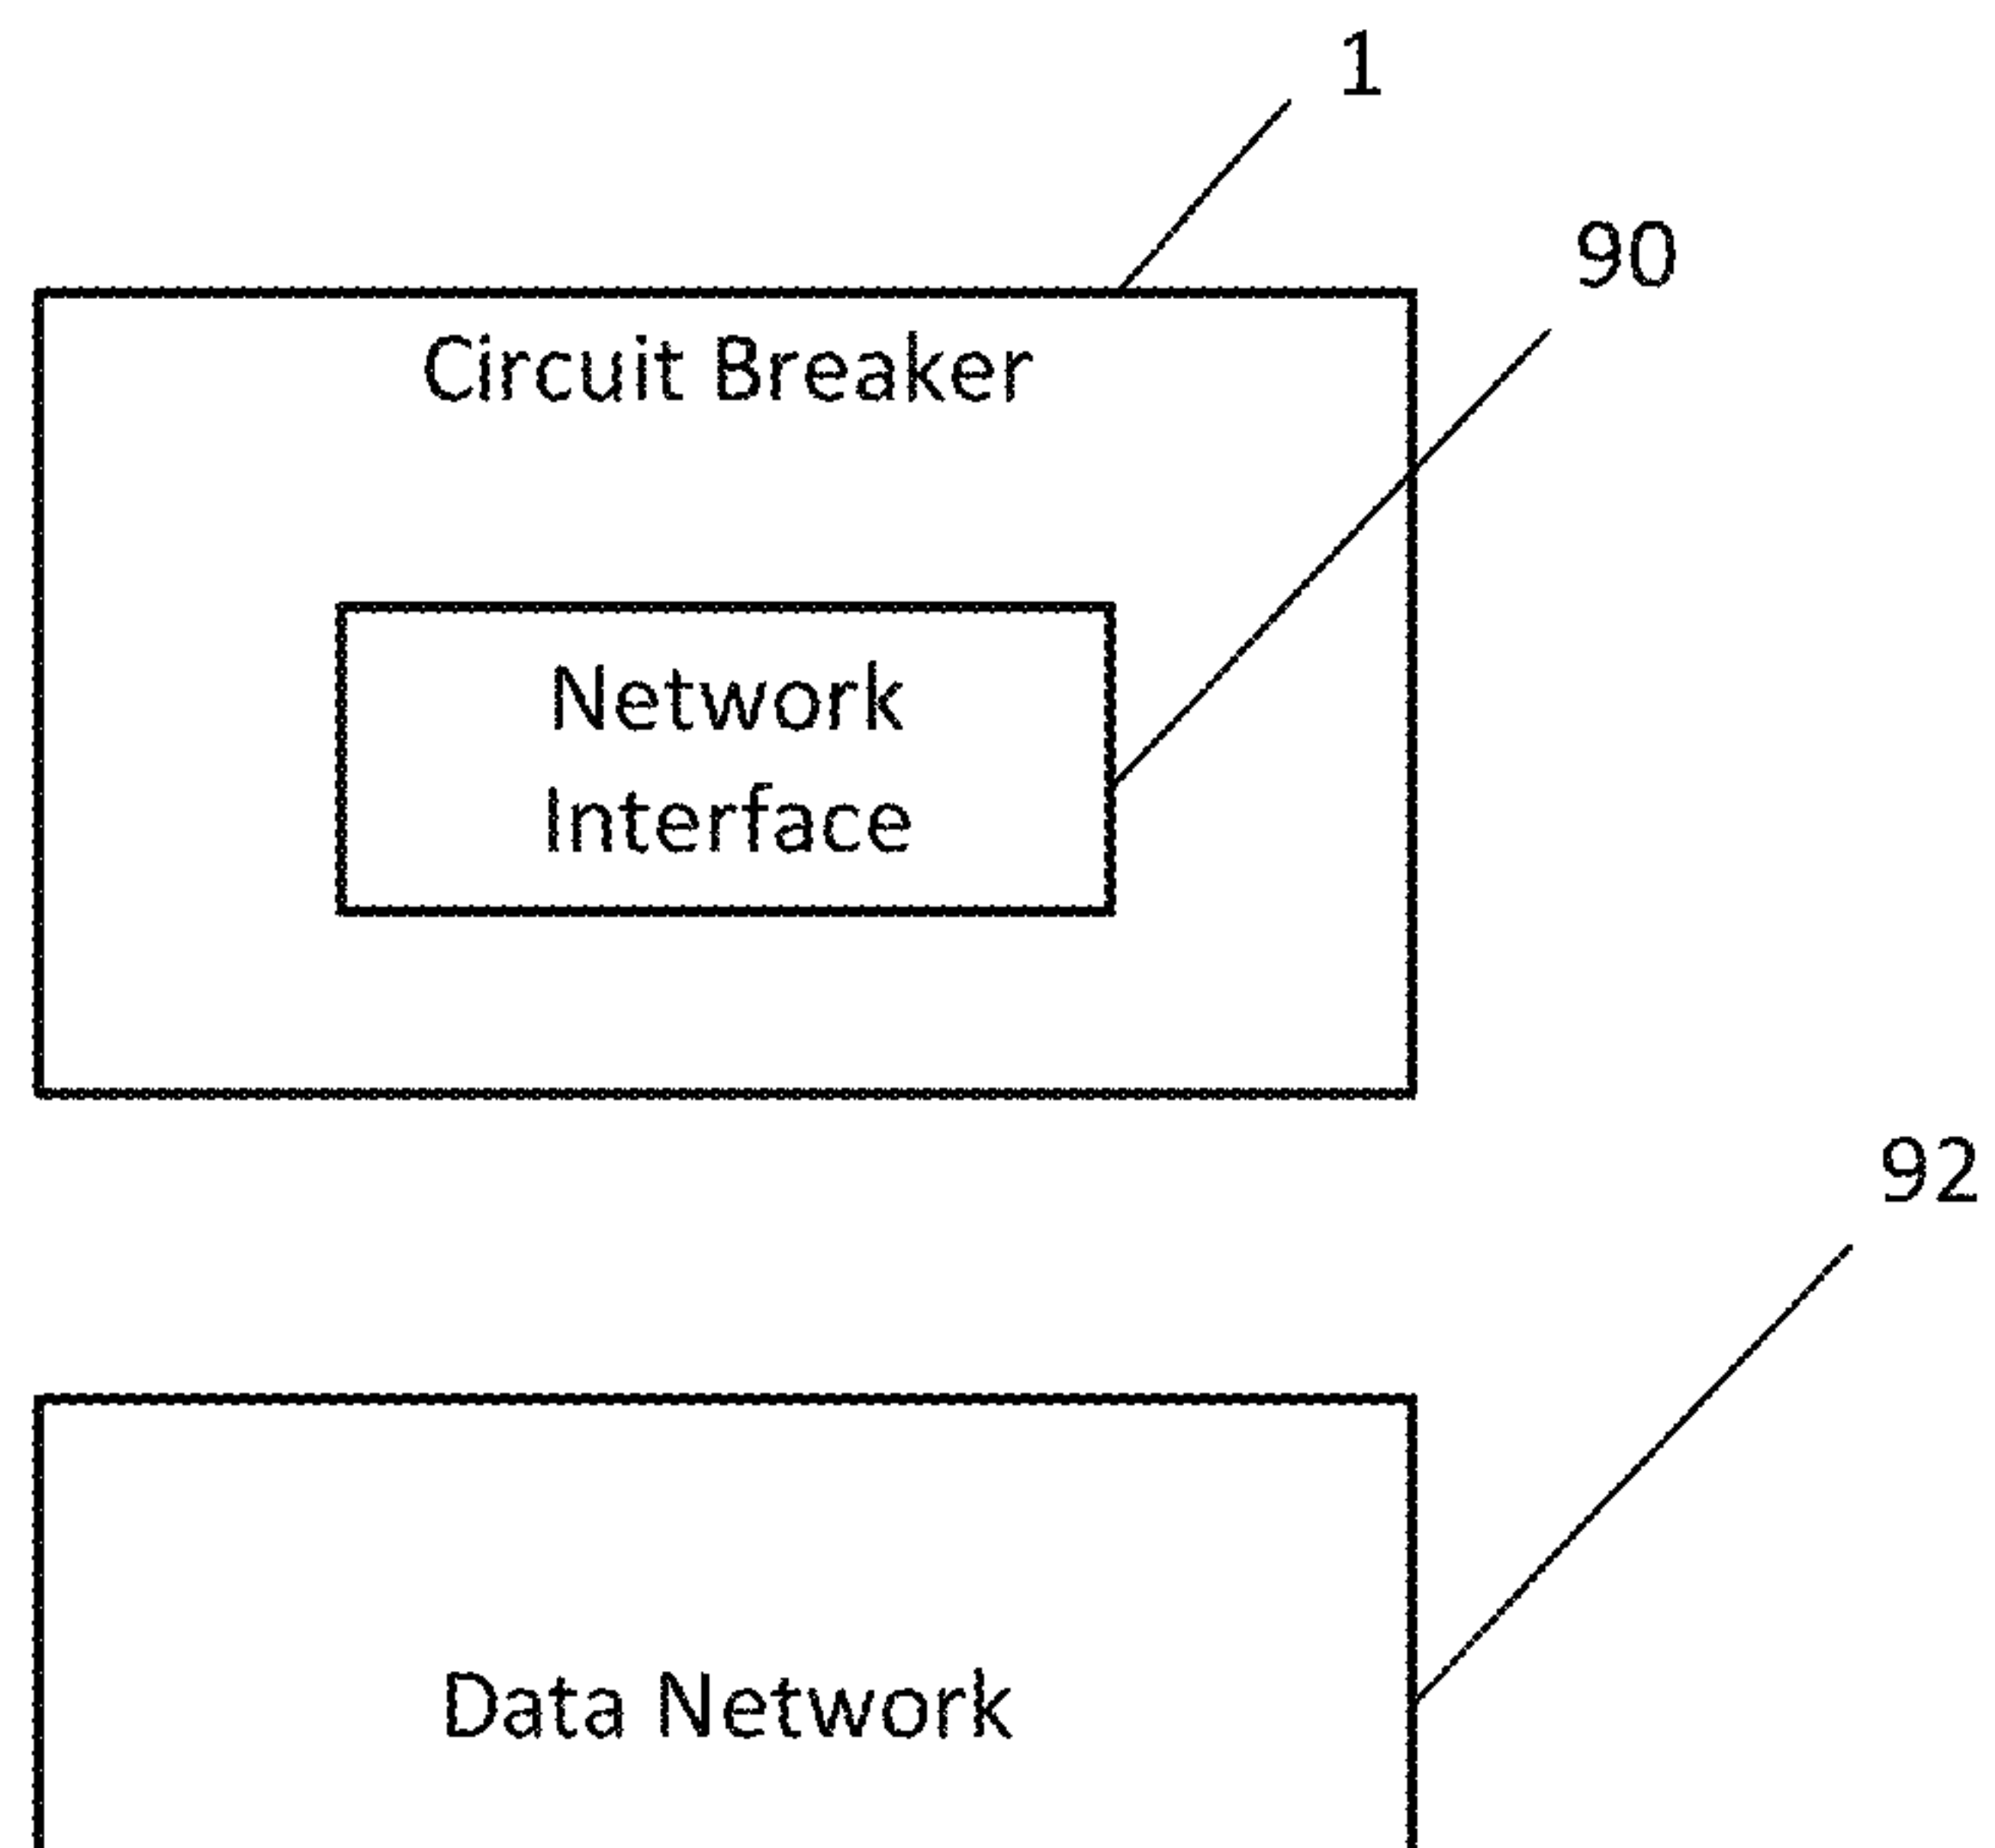 1
90
Circuit Breaker
Network
Interface
92
Data Network